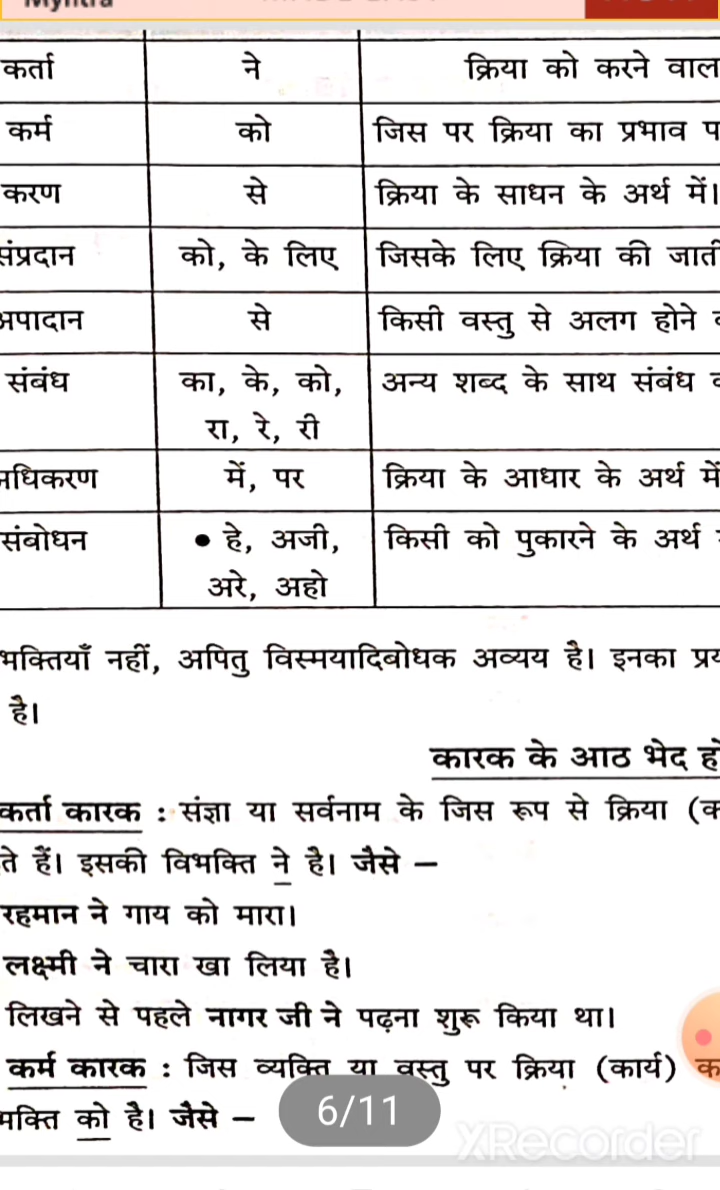 कर्ता ने क्रिया को करने वाल
कर्म को जिस पर क्रिया का प्रभाव प
करण से क्रिया के साधन के अर्थ में।
संप्रदान को, के लिए जिसके लिए क्रिया की जाती
अपादान से किसी वस्तु से अलग होने
संबंध का, के, को, अन्य शब्द के साथ संबंध
रा, रे, री
अधिकरण में, पर क्रिया के आधार के अर्थ में
संबोधन • हे, अजी, किसी को पुकारने के अर्थ
अरे, अहो
भक्तियाँ नहीं, अपितु विस्मयादिबोधक अव्यय है। इनका प्रय
है।
कारक के आठ भेद हो
कर्ता कारक : संज्ञा या सर्वनाम के जिस रूप से क्रिया (क
ते हैं। इसकी विभक्ति ने है। जैसे –
रहमान ने गाय को मारा।
लक्ष्मी ने चारा खा लिया है।
लिखने से पहले नागर जी ने पढ़ना शुरू किया था।
कर्म कारक : जिस व्यक्ति या वस्तु पर क्रिया (कार्य) क
भक्ति को है। जैसे –
6/11
XRecorder